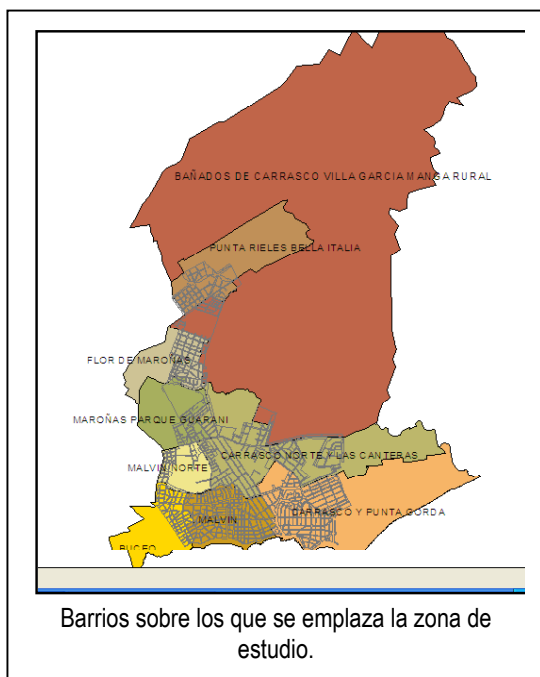 BAÑADOS DE CARRASCO VILLA GARCIA MANGA RURAL
PUNTA RIELES BELLA ITALIA
FLOR DE MAROÑAS
MAROÑAS PARQUE GUARANI
CARRASCO NORTE Y LAS CANTERAS
MALVIN NORTE
CARRASCO Y PUNTA GORDA
MALVIN
BUCEO
Barrios sobre los que se emplaza la zona de
estudio.